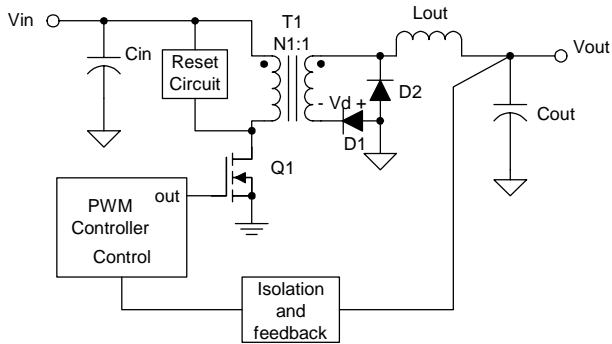 Vin
Cin
Reset
Circuit
T1
N1:1
Lout
Vout
- Vd +
D2
D1
Cout
Q1
out
PWM
Controller
Control
Isolation
and
feedback